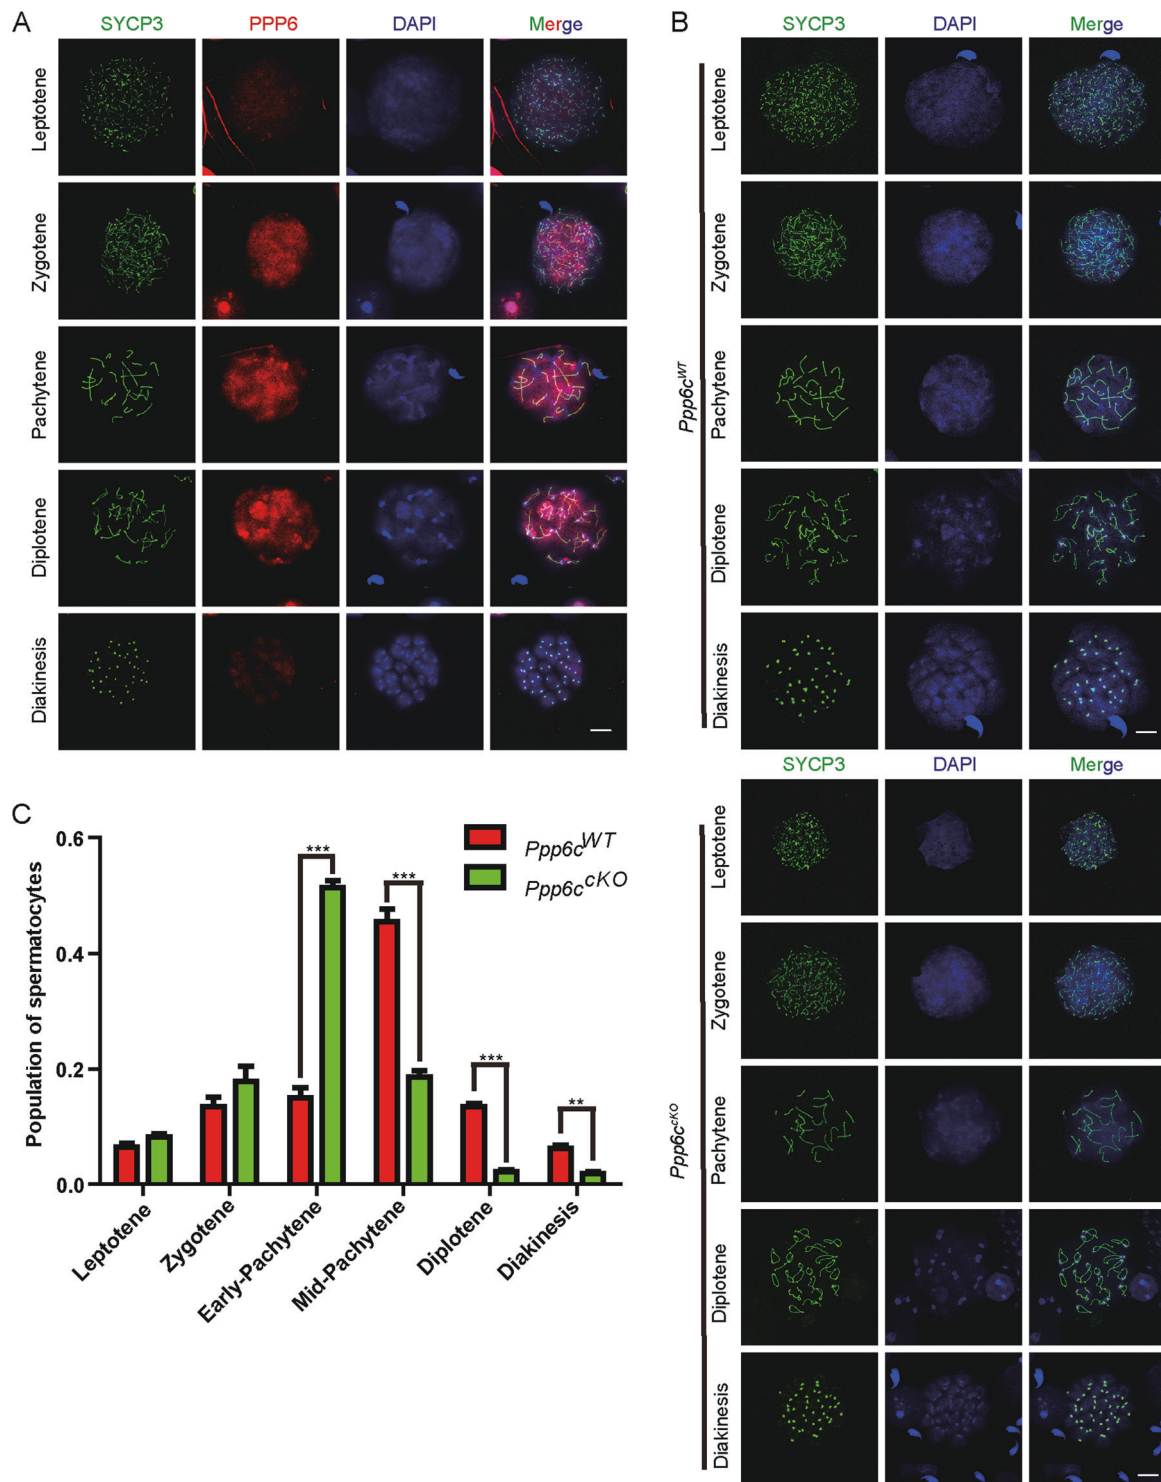 A
SYCP3 PPP6 DAPI Merge
Leptotene
Zygotene
Pachytene
Diplotene
Diakinesis
B
SYCP3 DAPI Merge
Ppp6cWT
Leptotene
Zygotene
Pachytene
Diplotene
Diakinesis
SYCP3 DAPI Merge
Ppp6ccKO
Leptotene
Zygotene
Pachytene
Diplotene
Diakinesis
C
Population of spermatocytes
0.6
0.4
0.2
0.0
Ppp6cWT
Ppp6ccKO
***
***
***
**
Leptotene
Zygotene
Early-Pachytene
Mid-Pachytene
Diplotene
Diakinesis